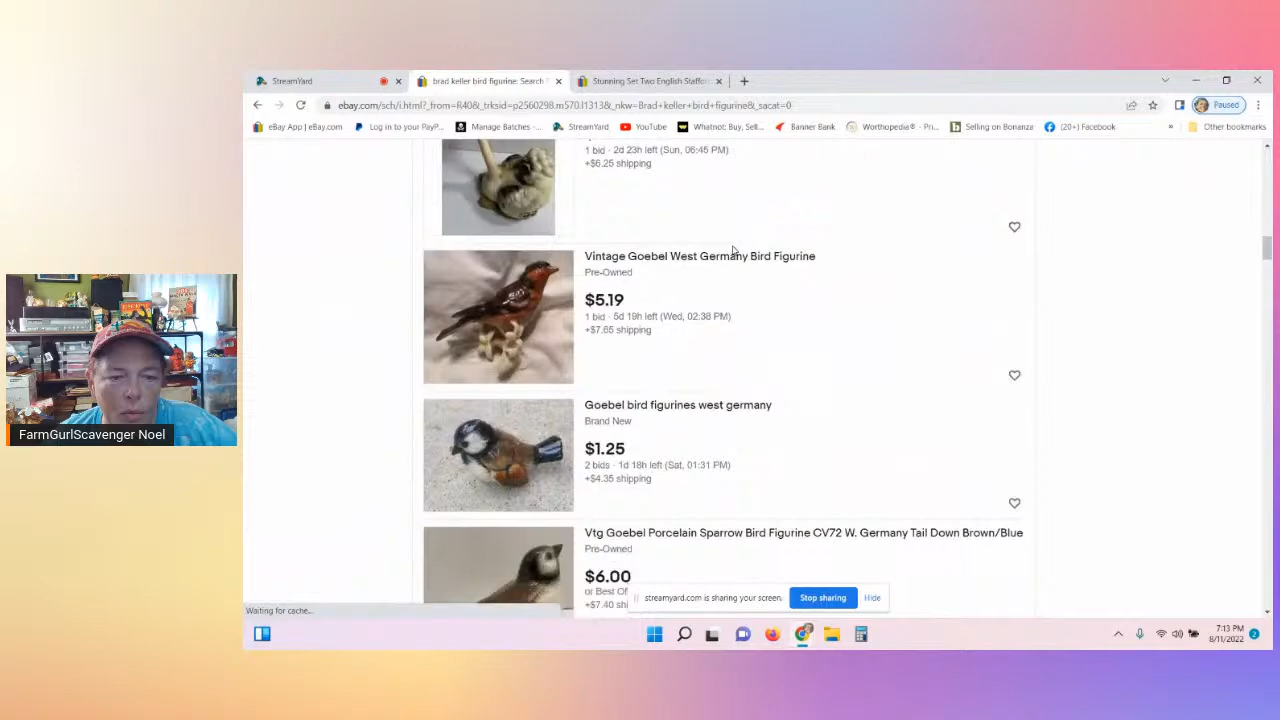 StreamYard
brad keller bird figurine: Search
Stunning Set Two English Staffor
ebay.com/sch/i.html?_from=R40&_trksid=p2560298.m570.l1313&_nkw=Brad+keller+bird+figurine&_sacat=0
Paused
eBay App | eBay.com
Log in to your PayP...
Manage Batches -...
StreamYard
YouTube
Whatnot: Buy, Sell...
Banner Bank
Worthopedia® - Pri...
Selling on Bonanza
(20+) Facebook
»
Other bookmarks
1 bid · 2d 23h left (Sun, 06:45 PM)
+$6.25 shipping
Vintage Goebel West Germany Bird Figurine
Pre-Owned
$5.19
1 bid · 5d 19h left (Wed, 02:38 PM)
+$7.65 shipping
Goebel bird figurines west germany
Brand New
$1.25
2 bids · 1d 18h left (Sat, 01:31 PM)
+$4.35 shipping
Vtg Goebel Porcelain Sparrow Bird Figurine CV72 W. Germany Tail Down Brown/Blue
Pre-Owned
$6.00
or Best Of
+$7.40 shi
streamyard.com is sharing your screen.
Stop sharing
Hide
Waiting for cache...
FarmGurlScavenger Noel
7:13 PM
8/11/2022
2